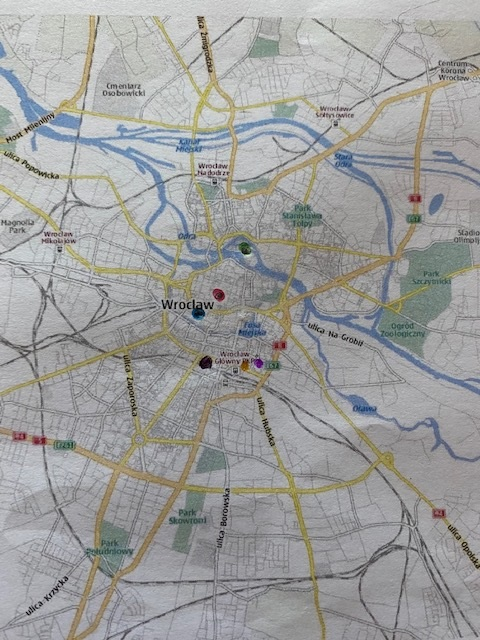 ulica Żmigrodzka
Cmentarz
Osobowicki
Centrum
Korona
Wrocław
Wrocław
Sołtysowice
Most Milenijny
Kanał
Miejski
ulica Popowicka
Wrocław
Nadodrze
Stara
Odra
Park
Stanisława
Tołpy
Magnolia
Park
Wrocław
Mikołajów
Odra
Stadion
Olimpij
Park
Szczytnicki
Wrocław
Fosa
Miejska
ulica Na Grobli
Ogród
Zoologiczny
Wrocław
Główny PKP
ulica Zaporoska
ulica Hubska
Oława
Park
Skowroni
ulica Borowska
Park
Południowy
ulica Opolska
ulica Krzycka